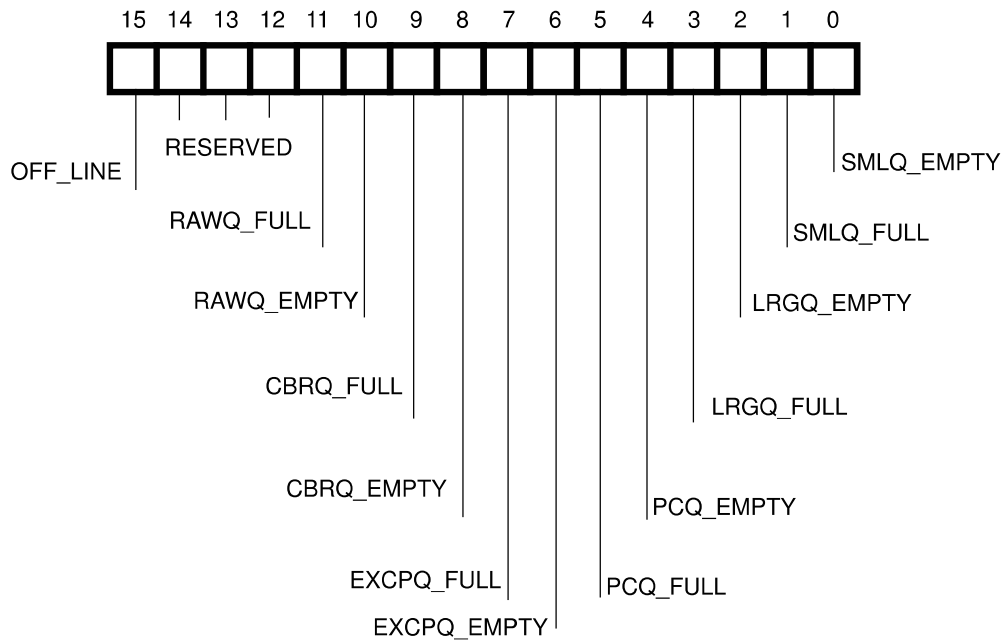 15 14 13 12 11 10 9 8 7 6 5 4 3 2 1 0
RESERVED
SMLQ_EMPTY
OFF_LINE
RAWQ_FULL
SMLQ_FULL
RAWQ_EMPTY
LRGQ_EMPTY
CBRQ_FULL
LRGQ_FULL
CBRQ_EMPTY
PCQ_EMPTY
EXCPQ_FULL
PCQ_FULL
EXCPQ_EMPTY